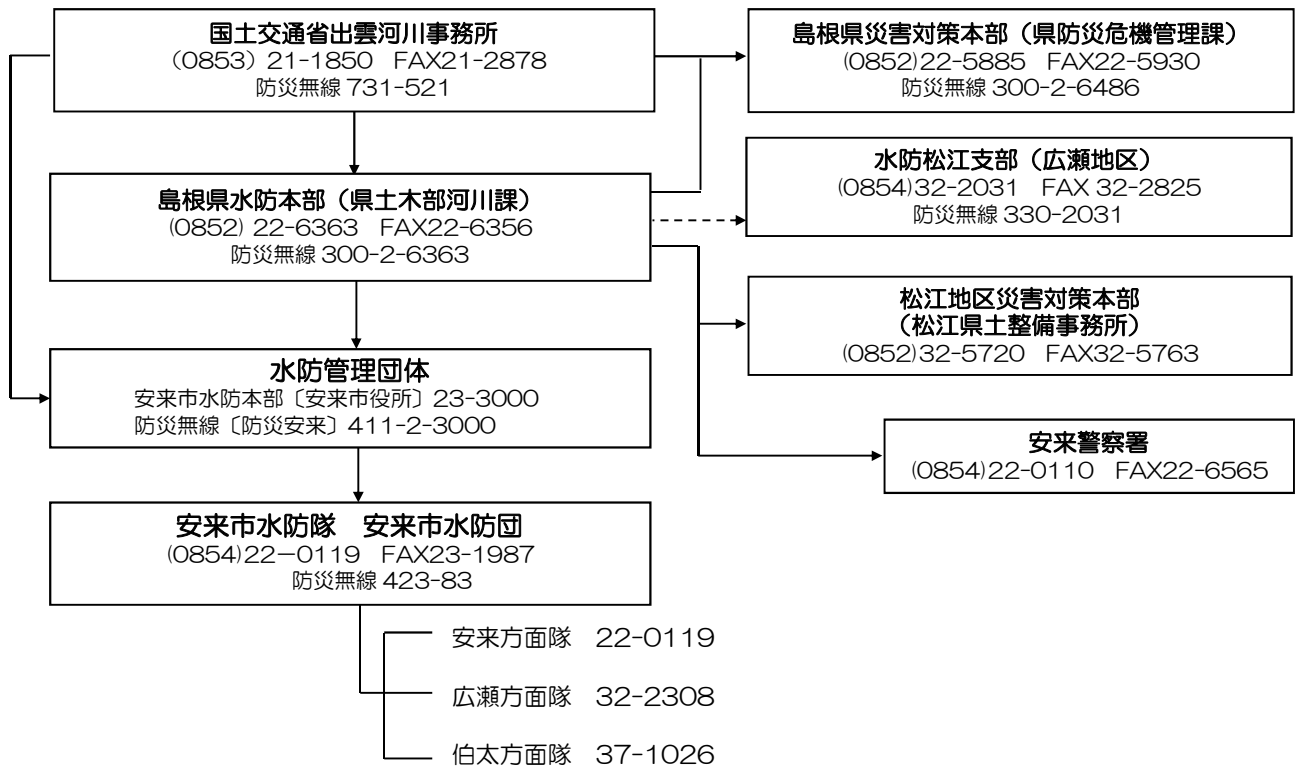 国土交通省出雲河川事務所
（0853）21-1850 FAX21-2878
防災無線 731-521
島根県災害対策本部（県防災危機管理課）
(0852)22-5885 FAX22-5930
防災無線 300-2-6486
水防松江支部（広瀬地区）
(0854)32-2031 FAX 32-2825
防災無線 330-2031
島根県水防本部（県土木部河川課）
(0852) 22-6363 FAX22-6356
防災無線 300-2-6363
松江地区災害対策本部
（松江県土整備事務所）
(0852)32-5720 FAX32-5763
水防管理団体
安来市水防本部〔安来市役所〕23-3000
防災無線〔防災安来〕411-2-3000
安来警察署
(0854)22-0110 FAX22-6565
安来市水防隊　安来市水防団
(0854)22−0119 FAX23-1987
防災無線 423-83
安来方面隊 22-0119
広瀬方面隊 32-2308
伯太方面隊 37-1026